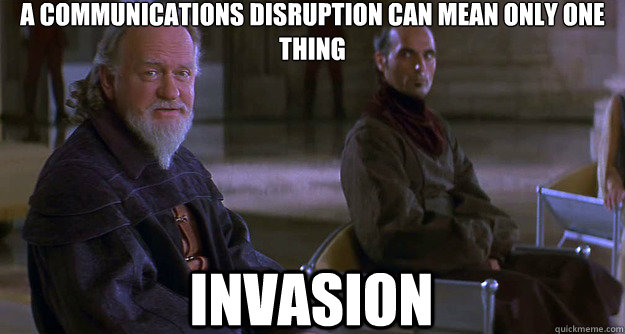 A COMMUNICATIONS DISRUPTION CAN MEAN ONLY ONE
THING
INVASION
quickmeme.com